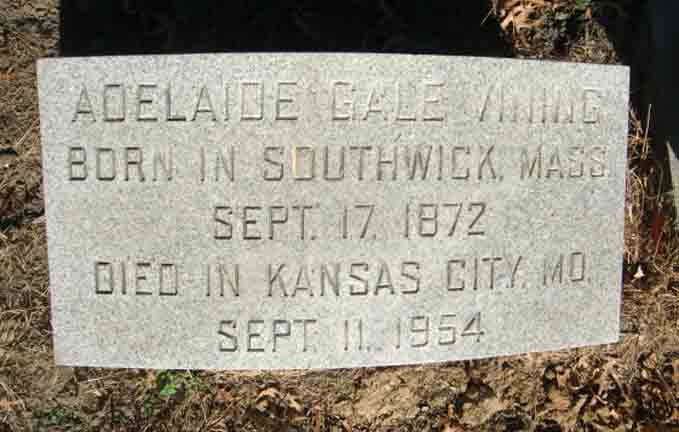 ADELAIDE GALE VINING
BORN IN SOUTHWICK, MASS.
SEPT. 17, 1872
DIED IN KANSAS CITY, MO.
SEPT. 11, 1954